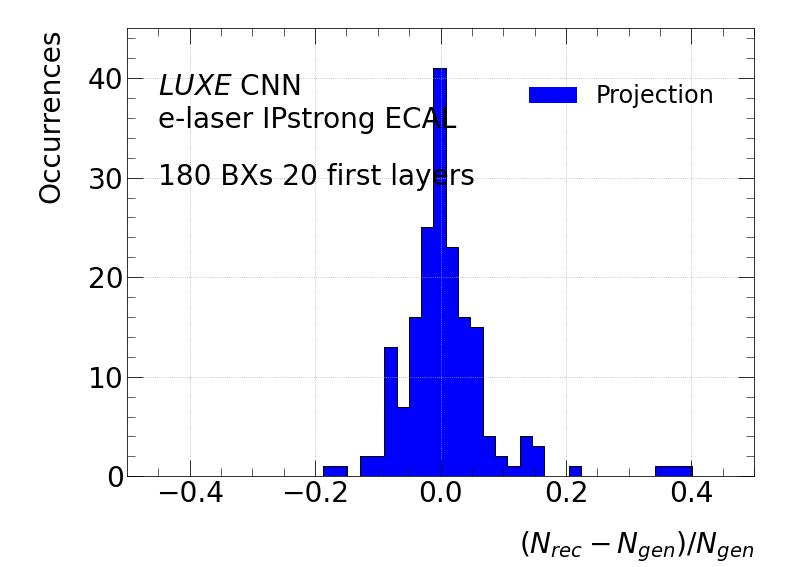 Occurrences
40
30
20
10
0
LUXE CNN
e-laser IPstrong ECAL
180 BXs 20 first layers
Projection
−0.4 −0.2 0.0 0.2 0.4
(N_rec − N_gen)/N_gen